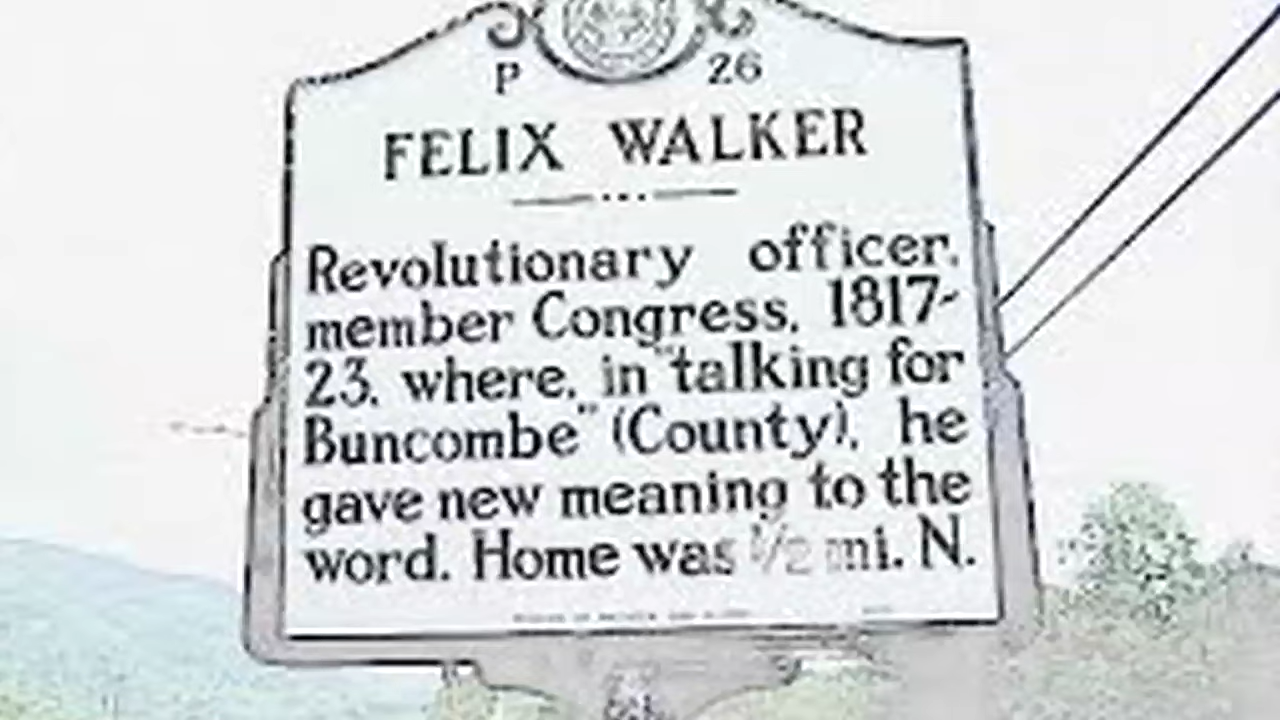 P 26
FELIX WALKER
Revolutionary officer,
member Congress, 1817-
23, where, in "talking for
Buncombe" (County), he
gave new meaning to the
word. Home was 1/2 mi. N.